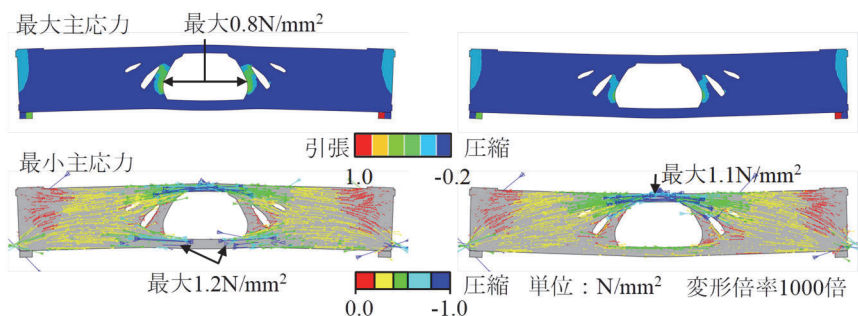 最大主応力
最大0.8N/mm²
引張
圧縮
1.0
-0.2
最小主応力
最大1.1N/mm²
最大1.2N/mm²
圧縮
単位：N/mm²
変形倍率1000倍
0.0
-1.0